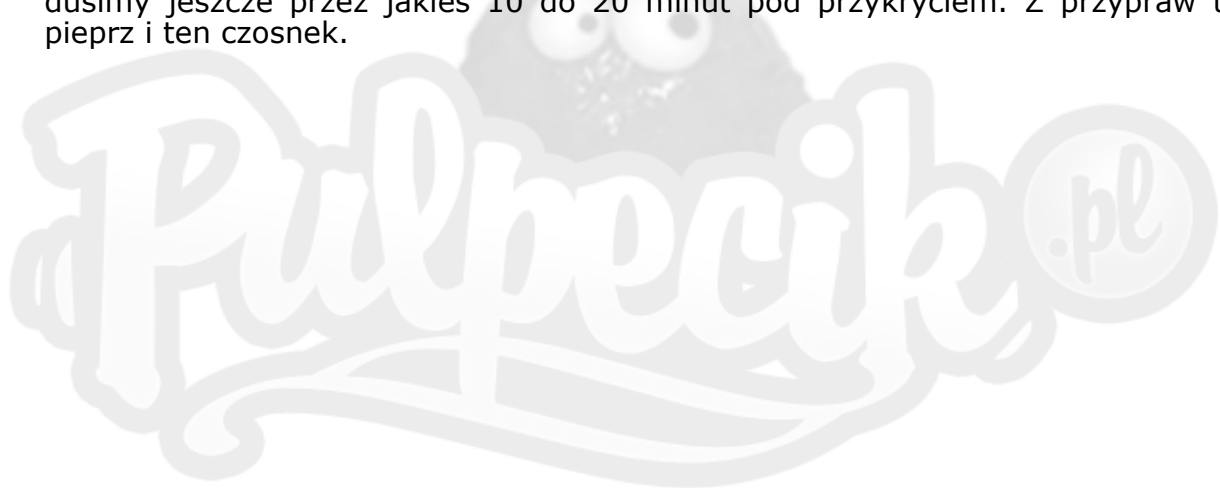 dusimy jeszcze przez jakieś 10 do 20 minut pod przykryciem. Z przypraw
pieprz i ten czosnek.
Pulpecik .pl